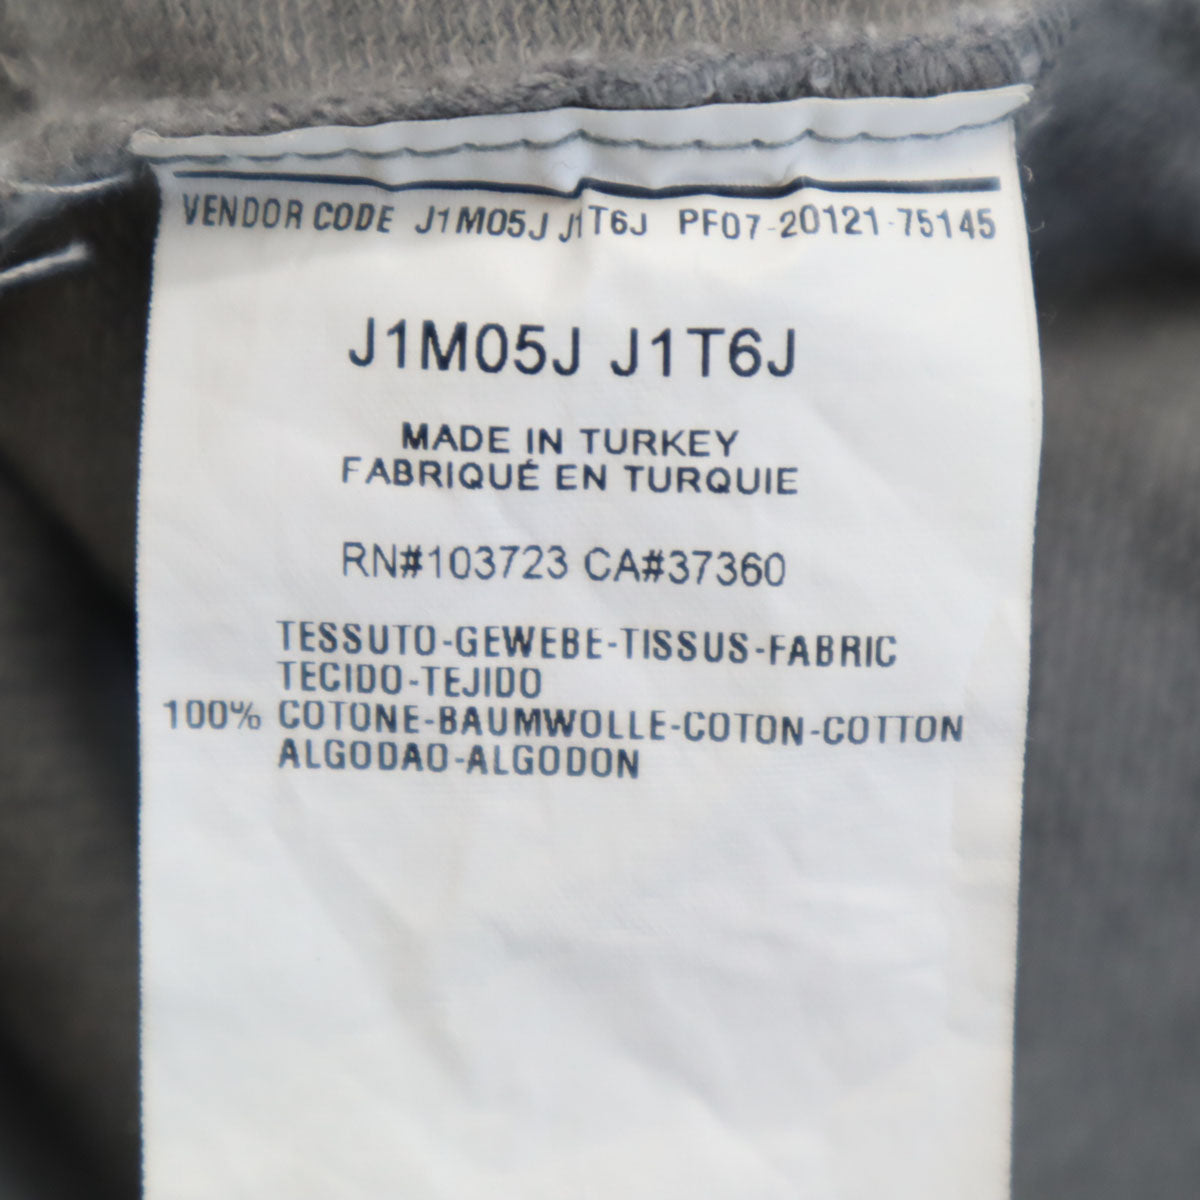 VENDOR CODE J1M05J J1T6J PF07-20121-75145
J1M05J J1T6J
MADE IN TURKEY
FABRIQUÉ EN TURQUIE
RN#103723 CA#37360
TESSUTO-GEWEBE-TISSUS-FABRIC
TECIDO-TEJIDO
100% COTONE-BAUMWOLLE-COTON-COTTON
ALGODAO-ALGODON